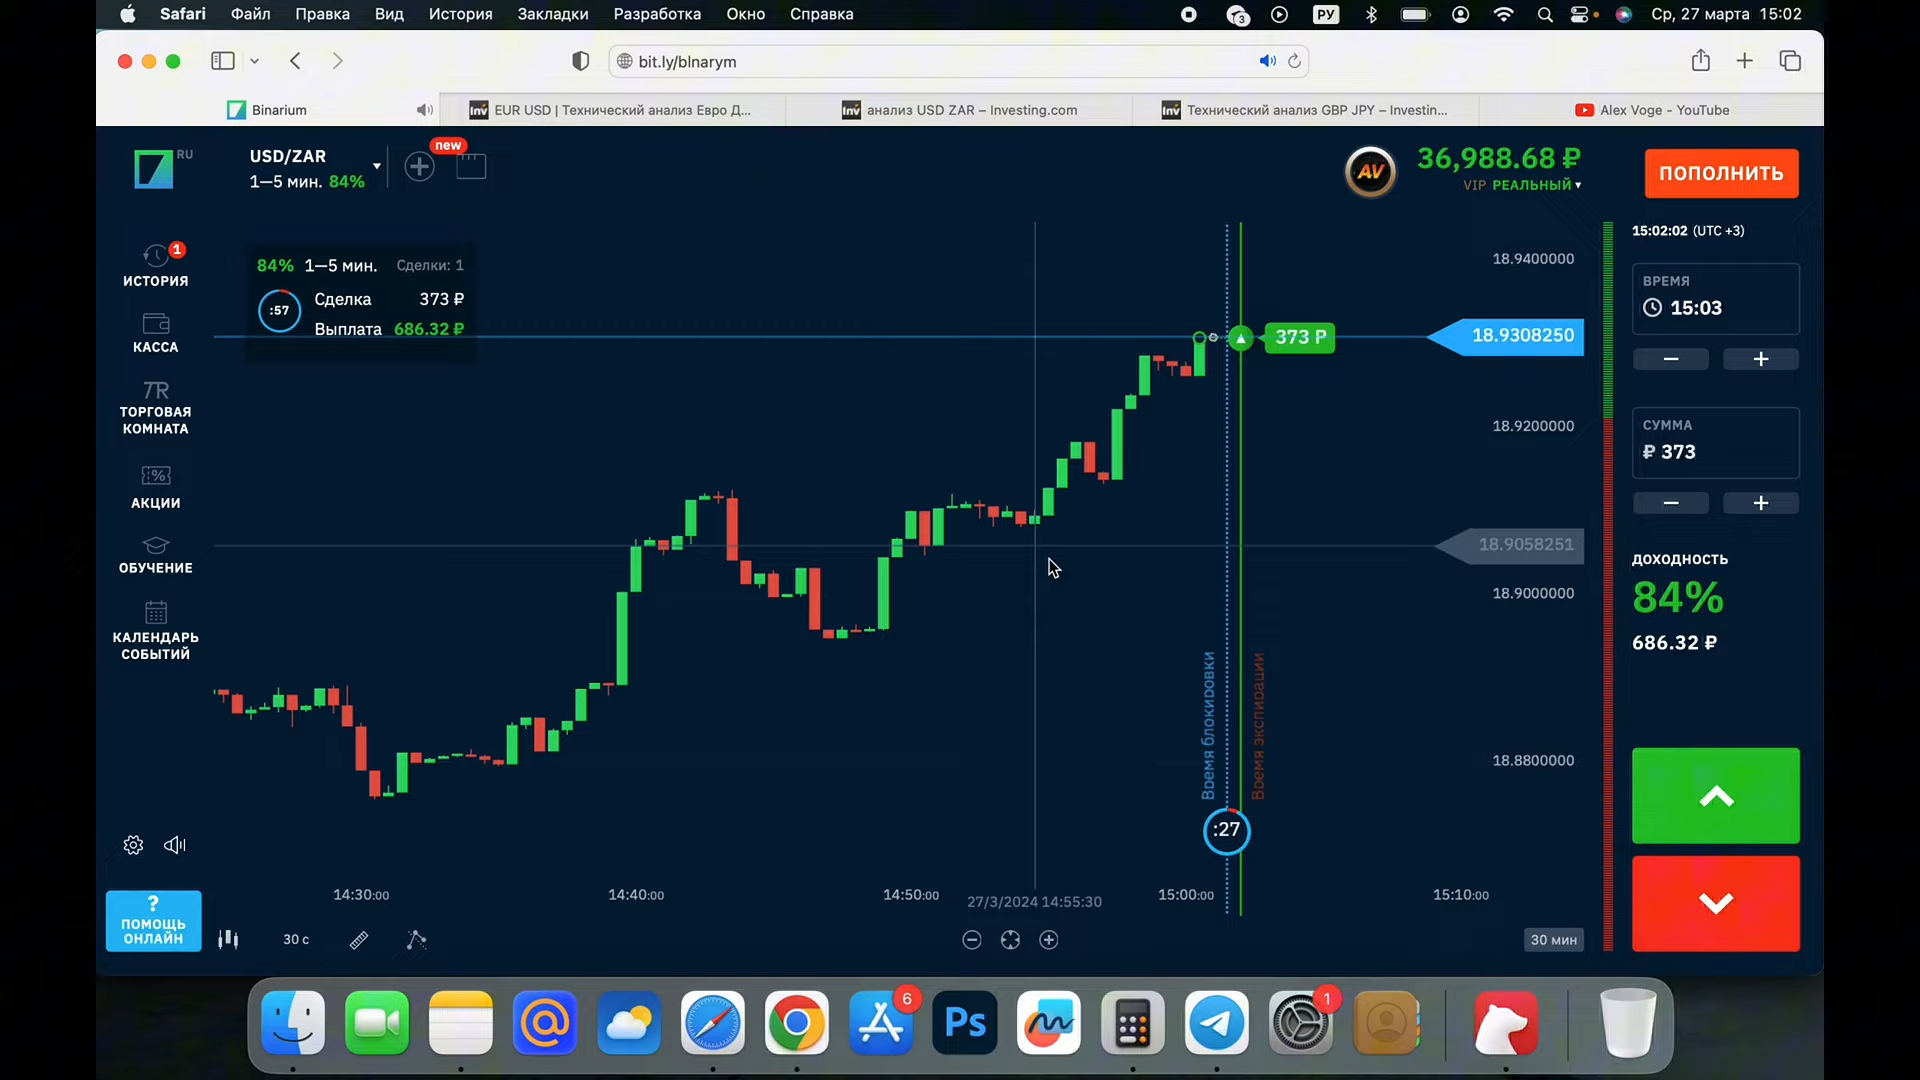 Safari Файл Правка Вид История Закладки Разработка Окно Справка 3 РУ Ср, 27 марта 15:02
bit.ly/blnarym
Binarium EUR USD | Технический анализ Евро Д... анализ USD ZAR – Investing.com Технический анализ GBP JPY – Investin... Alex Voge - YouTube
RU
USD/ZAR
1—5 мин. 84%
new
AV
36,988.68 ₽
VIP РЕАЛЬНЫЙ
ПОПОЛНИТЬ
1
ИСТОРИЯ
КАССА
ТОРГОВАЯ
КОМНАТА
АКЦИИ
ОБУЧЕНИЕ
КАЛЕНДАРЬ
СОБЫТИЙ
?
ПОМОЩЬ
ОНЛАЙН
84% 1—5 мин. Сделки: 1
:57
Сделка 373 ₽
Выплата 686.32 ₽
373 Р
Время блокировки
Время экспирации
:27
18.9400000
18.9308250
18.9200000
18.9058251
18.9000000
18.8800000
14:30:00 14:40:00 14:50:00 27/3/2024 14:55:30 15:00:00 15:10:00
30 с
30 мин
15:02:02 (UTC +3)
ВРЕМЯ
15:03
− +
СУММА
₽ 373
− +
ДОХОДНОСТЬ
84%
686.32 ₽
6
Ps
1